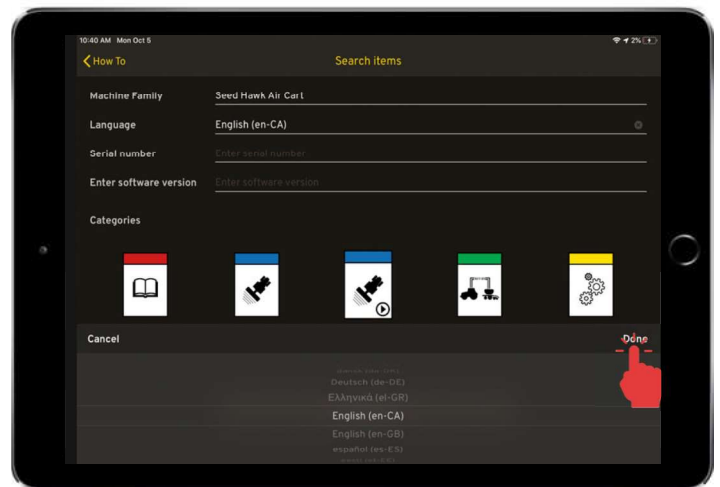 10:40 AM Mon Oct 5 2%
How To Search items
Machine Family Seed Hawk Air Cart
Language English (en-CA)
Serial number Enter serial number
Enter software version Enter software version
Categories
Cancel Done
Deutsch (de-DE)
Ελληνικά (el-GR)
English (en-CA)
English (en-GB)
español (es-ES)